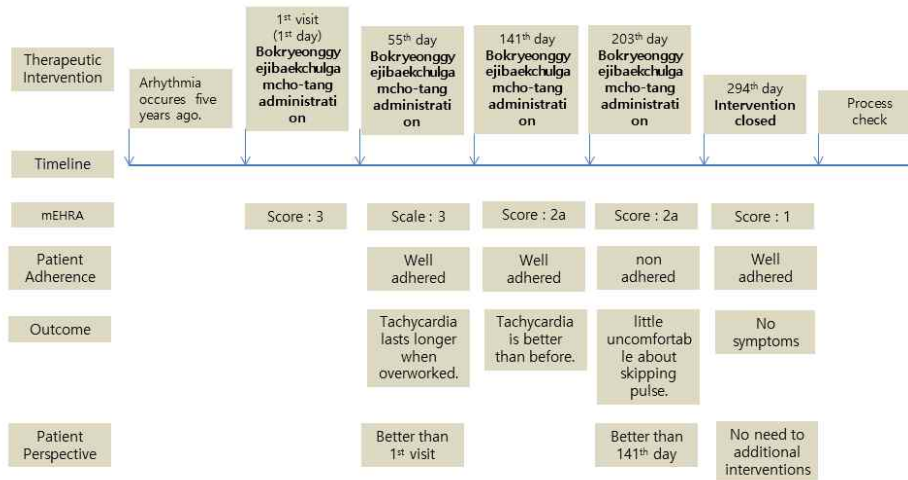 Therapeutic
Intervention
Arhythmia
occures five
years ago.
1st visit
(1st day)
Bokryeonggy
ejibaekchulga
mcho-tang
administrati
on
55th day
Bokryeonggy
ejibaekchulga
mcho-tang
administrati
on
141th day
Bokryeonggy
ejibaekchulga
mcho-tang
administrati
on
203th day
Bokryeonggy
ejibaekchulga
mcho-tang
administrati
on
294th day
Intervention
closed
Process
check
Timeline
mEHRA
Score : 3
Scale : 3
Score : 2a
Score : 2a
Score : 1
Patient
Adherence
Well
adhered
Well
adhered
non
adhered
Well
adhered
Outcome
Tachycardia
lasts longer
when
overworked.
Tachycardia
is better
than before.
little
uncomfortab
le about
skipping
pulse.
No
symptoms
Patient
Perspective
Better than
1st visit
Better than
141th day
No need to
additional
interventions